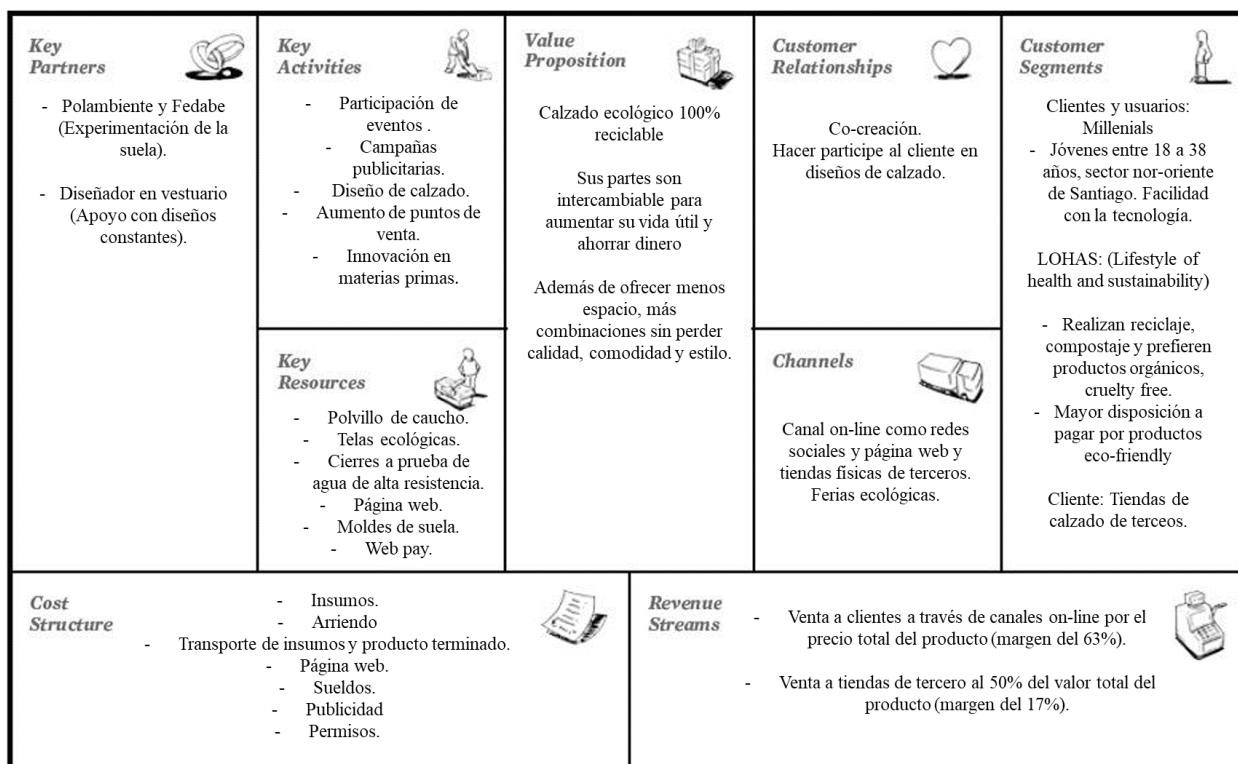 Key
Partners
- Polambiente y Fedabe
(Experimentación de la
suela).
- Diseñador en vestuario
(Apoyo con diseños
constantes).
Key
Activities
- Participación de
eventos .
- Campañas
publicitarias.
- Diseño de calzado.
- Aumento de puntos de
venta.
- Innovación en
materias primas.
Key
Resources
- Polvillo de caucho.
- Telas ecológicas.
- Cierres a prueba de
agua de alta resistencia.
- Página web.
- Moldes de suela.
- Web pay.
Value
Proposition
Calzado ecológico 100%
reciclable
Sus partes son
intercambiable para
aumentar su vida útil y
ahorrar dinero
Además de ofrecer menos
espacio, más
combinaciones sin perder
calidad, comodidad y estilo.
Customer
Relationships
Co-creación.
Hacer participe al cliente en
diseños de calzado.
Channels
Canal on-line como redes
sociales y página web y
tiendas físicas de terceros.
Ferias ecológicas.
Customer
Segments
Clientes y usuarios:
Millenials
- Jóvenes entre 18 a 38
años, sector nor-oriente
de Santiago. Facilidad
con la tecnología.
LOHAS: (Lifestyle of
health and sustainability)
- Realizan reciclaje,
compostaje y prefieren
productos orgánicos,
cruelty free.
- Mayor disposición a
pagar por productos
eco-friendly
Cliente: Tiendas de
calzado de terceos.
Cost
Structure
- Insumos.
- Arriendo
- Transporte de insumos y producto terminado.
- Página web.
- Sueldos.
- Publicidad
- Permisos.
Revenue
Streams
- Venta a clientes a través de canales on-line por el
precio total del producto (margen del 63%).
- Venta a tiendas de tercero al 50% del valor total del
producto (margen del 17%).